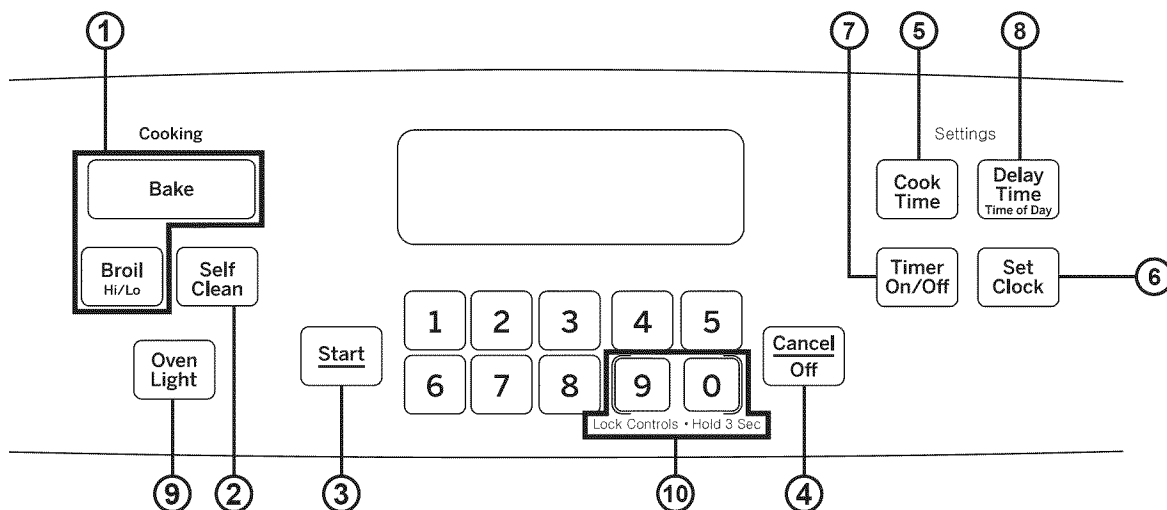 1
7
5
8
Cooking
Settings
Bake
Cook
Time
Delay
Time
Time of Day
Broil
Hi/Lo
Self
Clean
Timer
On/Off
Set
Clock
6
1 2 3 4 5
Oven
Light
Start
Cancel
Off
6 7 8 9 0
Lock Controls • Hold 3 Sec
9
2
3
10
4